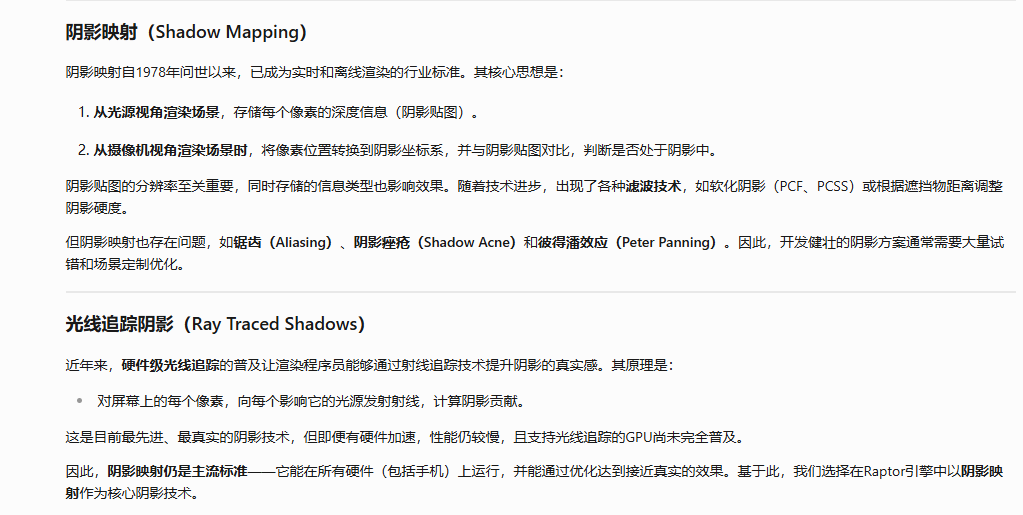 阴影映射（Shadow Mapping）
阴影映射自1978年问世以来，已成为实时和离线渲染的行业标准。其核心思想是：
1. 从光源视角渲染场景，存储每个像素的深度信息（阴影贴图）。
2. 从摄像机视角渲染场景时，将像素位置转换到阴影坐标系，并与阴影贴图对比，判断是否处于阴影中。
阴影贴图的分辨率至关重要，同时存储的信息类型也影响效果。随着技术进步，出现了各种滤波技术，如软化阴影（PCF、PCSS）或根据遮挡物距离调整
阴影硬度。
但阴影映射也存在问题，如锯齿（Aliasing）、阴影痤疮（Shadow Acne）和彼得潘效应（Peter Panning）。因此，开发健壮的阴影方案通常需要大量试
错和场景定制优化。
光线追踪阴影（Ray Traced Shadows）
近年来，硬件级光线追踪的普及让渲染程序员能够通过射线追踪技术提升阴影的真实感。其原理是：
• 对屏幕上的每个像素，向每个影响它的光源发射射线，计算阴影贡献。
这是目前最先进、最真实的阴影技术，但即便有硬件加速，性能仍较慢，且支持光线追踪的GPU尚未完全普及。
因此，阴影映射仍是主流标准——它能在所有硬件（包括手机）上运行，并能通过优化达到接近真实的效果。基于此，我们选择在Raptor引擎中以阴影映
射作为核心阴影技术。